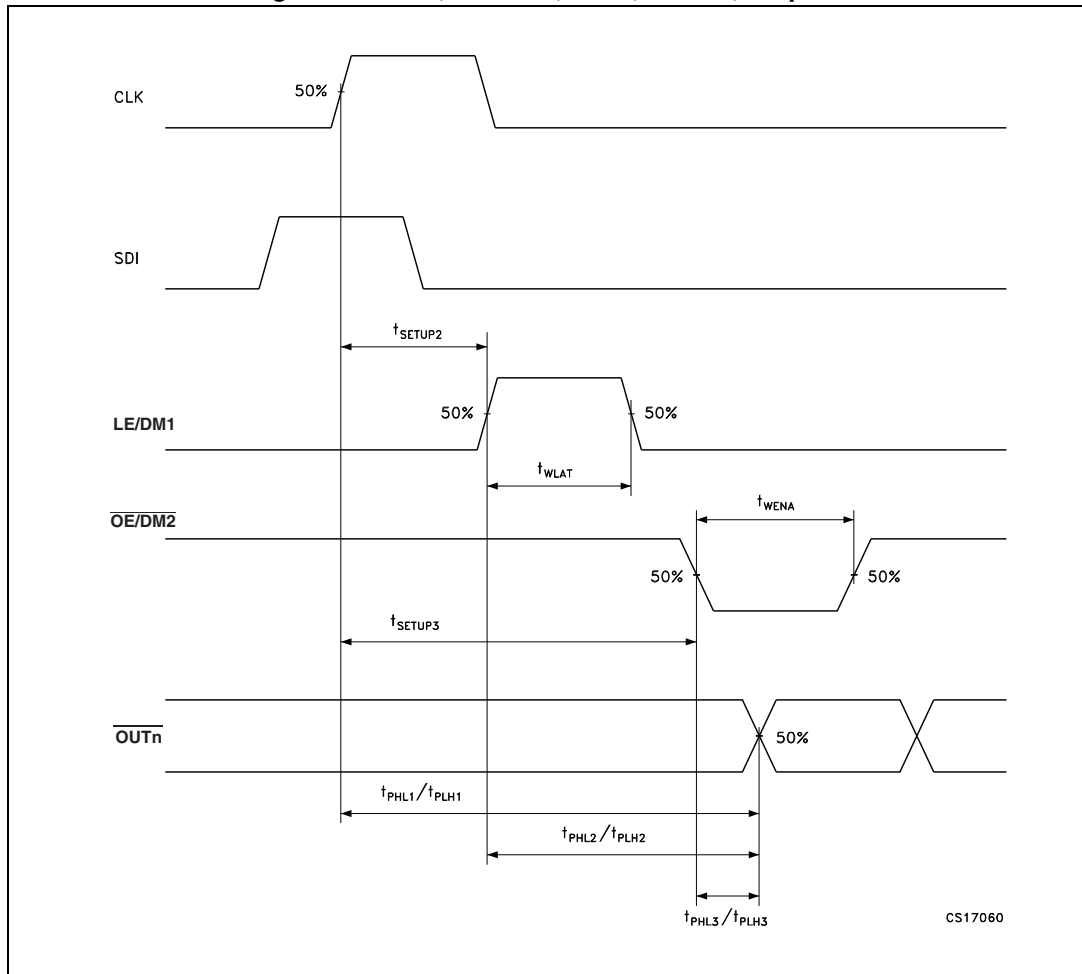 50%
CLK
SDI
tSETUP2
50%
50%
LE/DM1
tWLAT
tWENA
OE/DM2
50%
50%
tSETUP3
OUTn
50%
tPHL1/tPLH1
tPHL2/tPLH2
tPHL3/tPLH3
CS17060